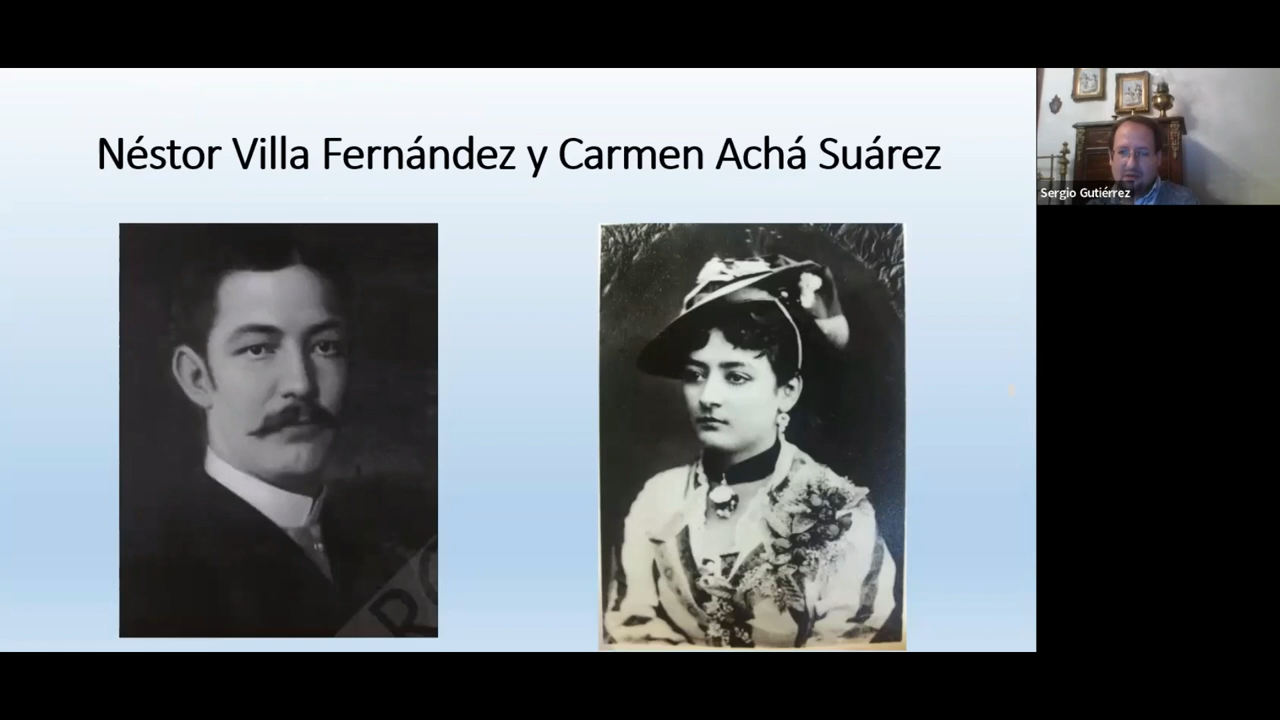 Néstor Villa Fernández y Carmen Achá Suárez
Sergio Gutiérrez